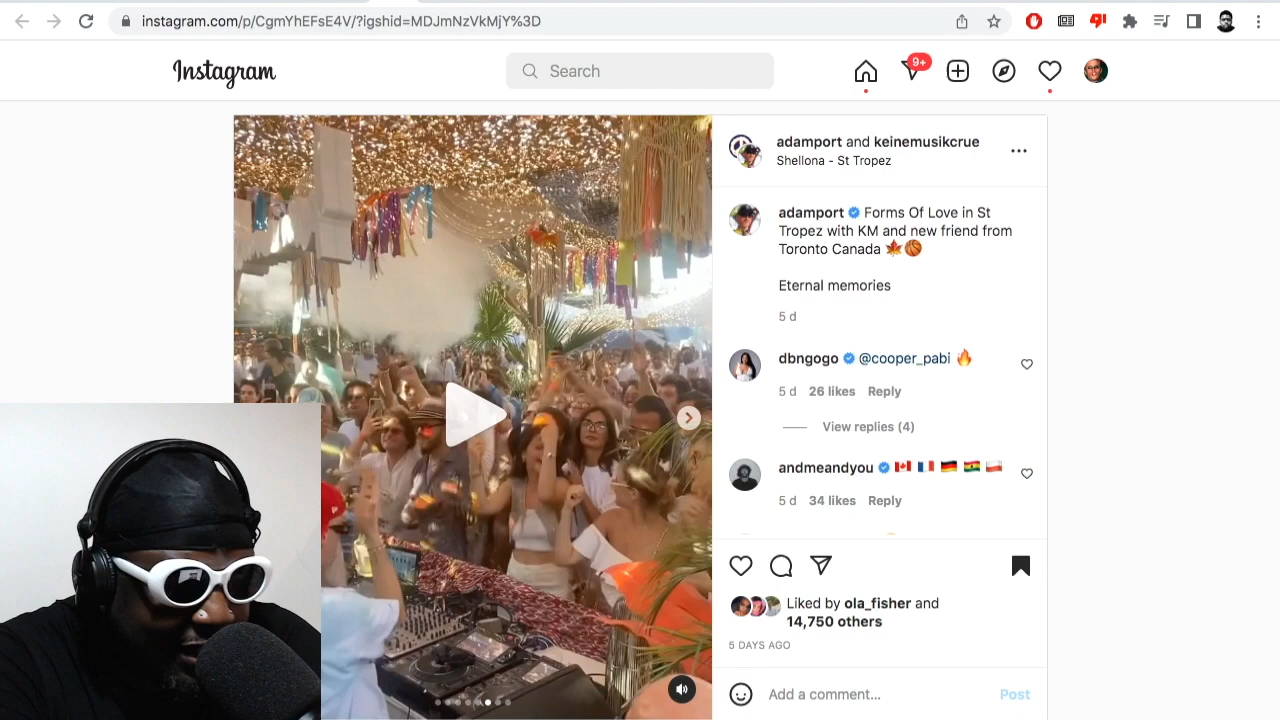 instagram.com/p/CgmYhEFsE4V/?igshid=MDJmNzVkMjY%3D
Instagram
Search
9+
adamport and keinemusikcrue
Shellona - St Tropez
adamport Forms Of Love in St
Tropez with KM and new friend from
Toronto Canada 🍁🏀
Eternal memories
5 d
dbngogo @cooper_pabi 🔥
5 d 26 likes Reply
View replies (4)
andmeandyou 🇨🇦 🇫🇷 🇩🇪 🇬🇭 🇵🇱
5 d 34 likes Reply
Liked by ola_fisher and
14,750 others
5 DAYS AGO
Add a comment...
Post